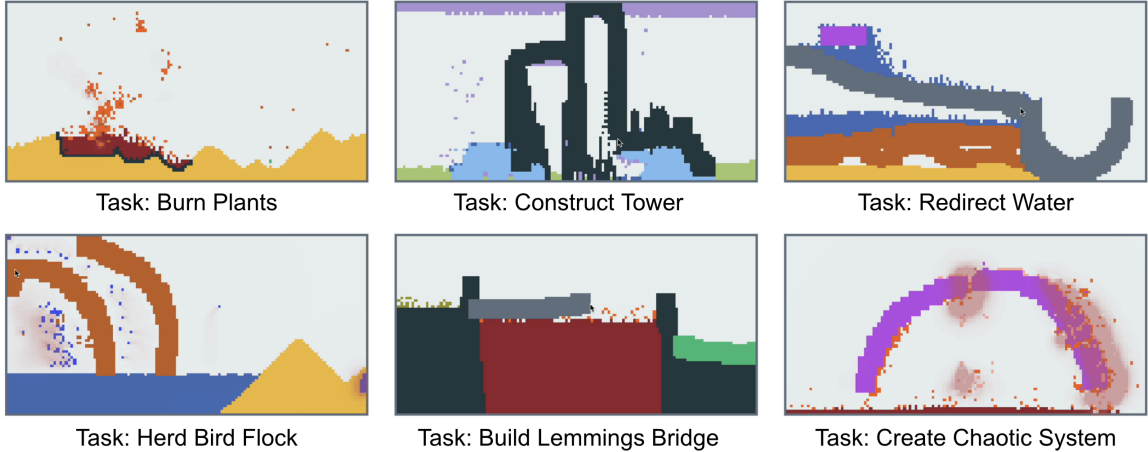 Task: Burn Plants
Task: Construct Tower
Task: Redirect Water
Task: Herd Bird Flock
Task: Build Lemmings Bridge
Task: Create Chaotic System